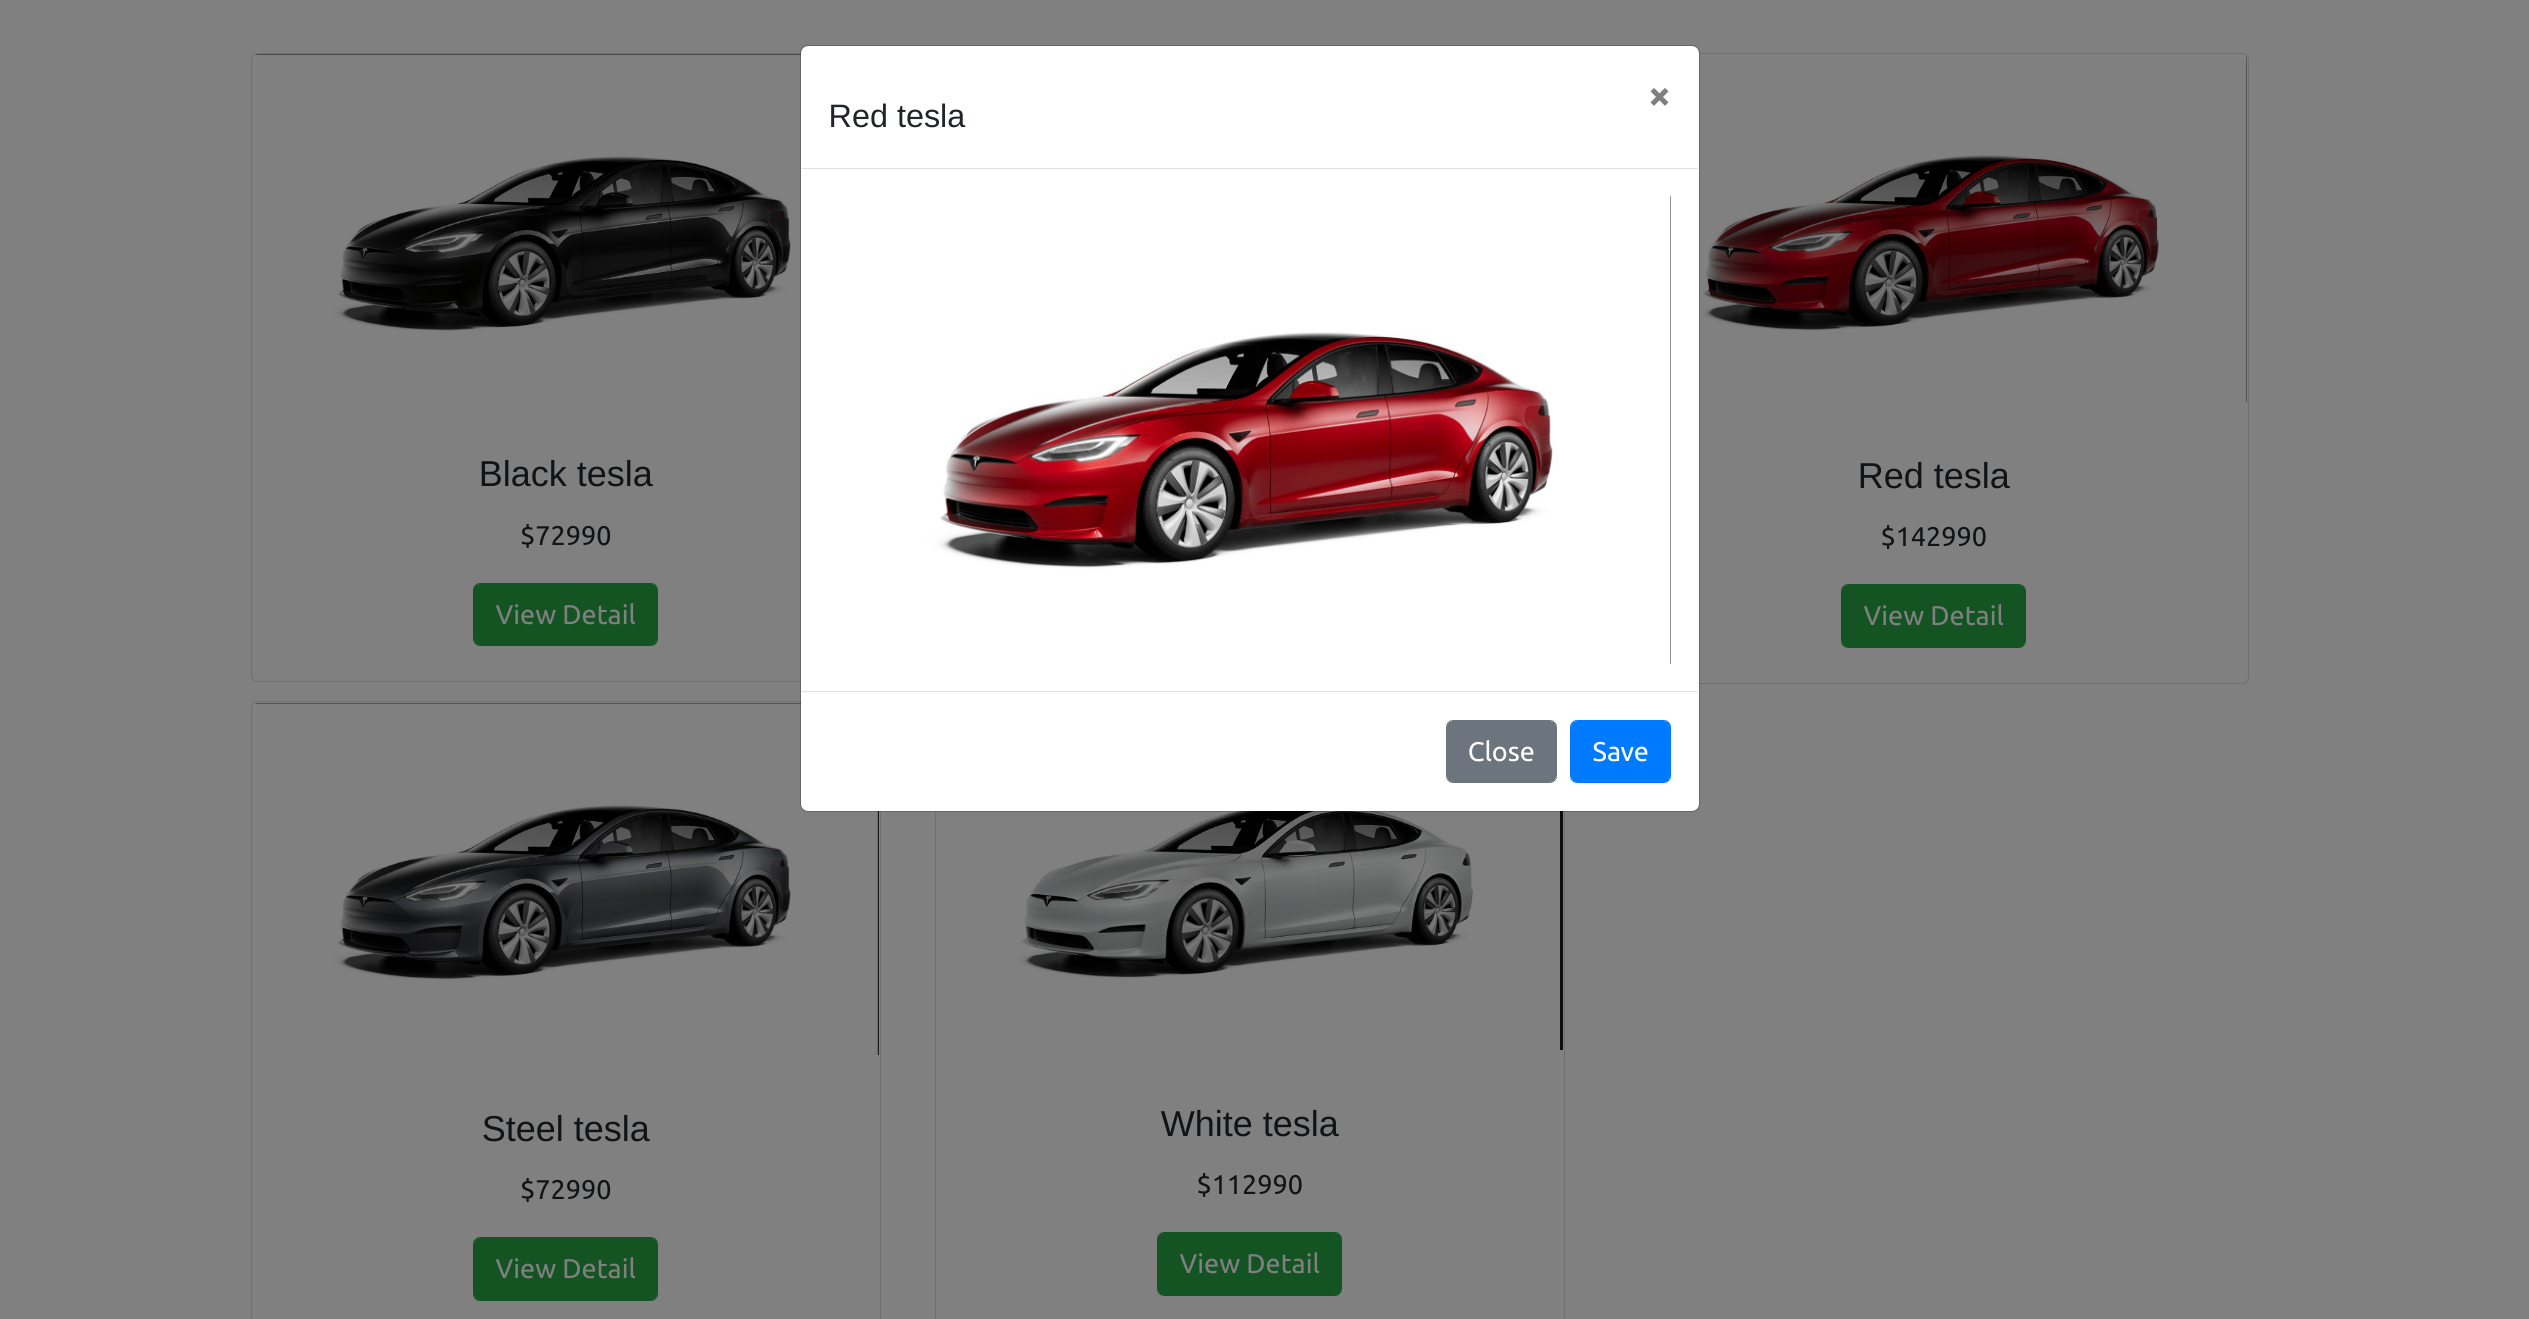 Red tesla
×
Close
Save
Black tesla
$72990
View Detail
Red tesla
$142990
View Detail
Steel tesla
$72990
View Detail
White tesla
$112990
View Detail